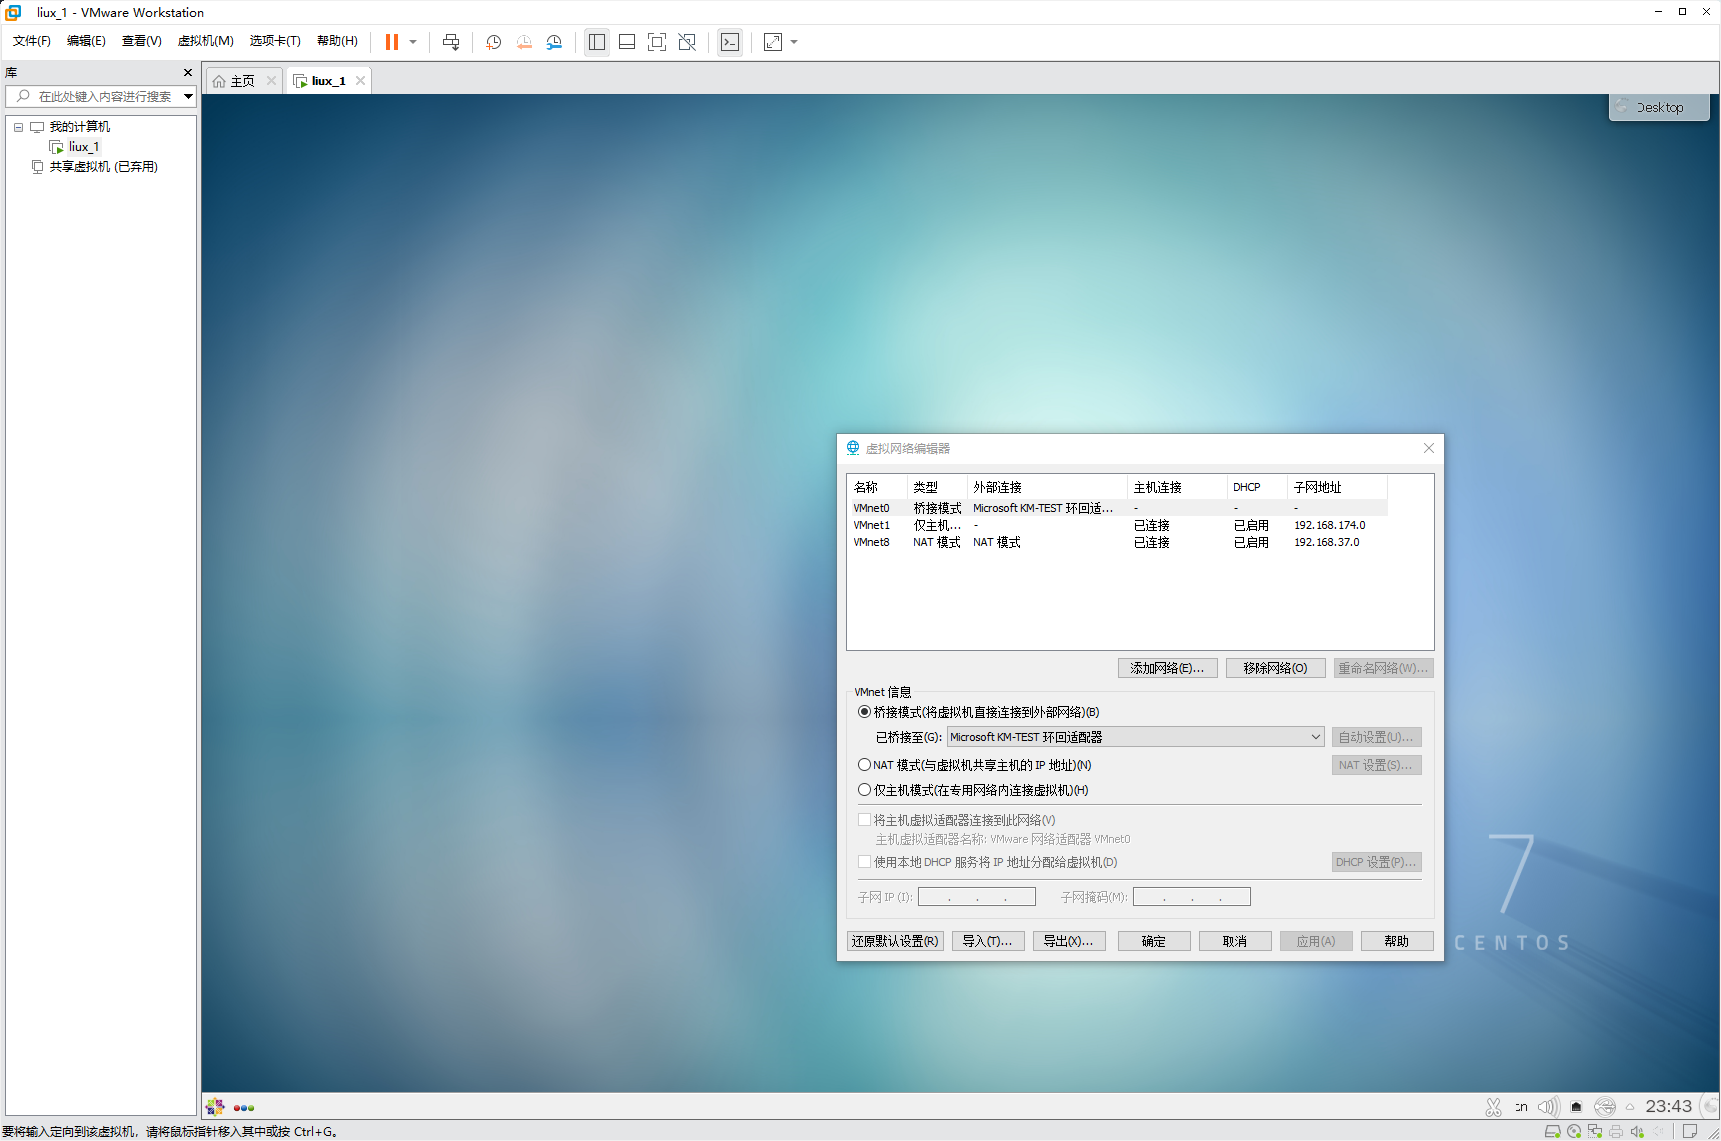 liux_1 - VMware Workstation
文件(F) 编辑(E) 查看(V) 虚拟机(M) 选项卡(T) 帮助(H)
库
在此处键入内容进行搜索
我的计算机
liux_1
共享虚拟机 (已弃用)
主页
liux_1
Desktop
虚拟网络编辑器
名称 类型 外部连接 主机连接 DHCP 子网地址
VMnet0 桥接模式 Microsoft KM-TEST 环回适... - - -
VMnet1 仅主机... - 已连接 已启用 192.168.174.0
VMnet8 NAT 模式 NAT 模式 已连接 已启用 192.168.37.0
添加网络(E)... 移除网络(O) 重命名网络(W)...
VMnet 信息
桥接模式(将虚拟机直接连接到外部网络)(B)
已桥接至(G): Microsoft KM-TEST 环回适配器 自动设置(U)...
NAT 模式(与虚拟机共享主机的 IP 地址)(N) NAT 设置(S)...
仅主机模式(在专用网络内连接虚拟机)(H)
将主机虚拟适配器连接到此网络(V)
主机虚拟适配器名称: VMware 网络适配器 VMnet0
使用本地 DHCP 服务将 IP 地址分配给虚拟机(D) DHCP 设置(P)...
子网 IP (I): . . . 子网掩码(M): . . .
还原默认设置(R) 导入(T)... 导出(X)... 确定 取消 应用(A) 帮助
7
CENTOS
23:43
要将输入定向到该虚拟机，请将鼠标指针移入其中或按 Ctrl+G。